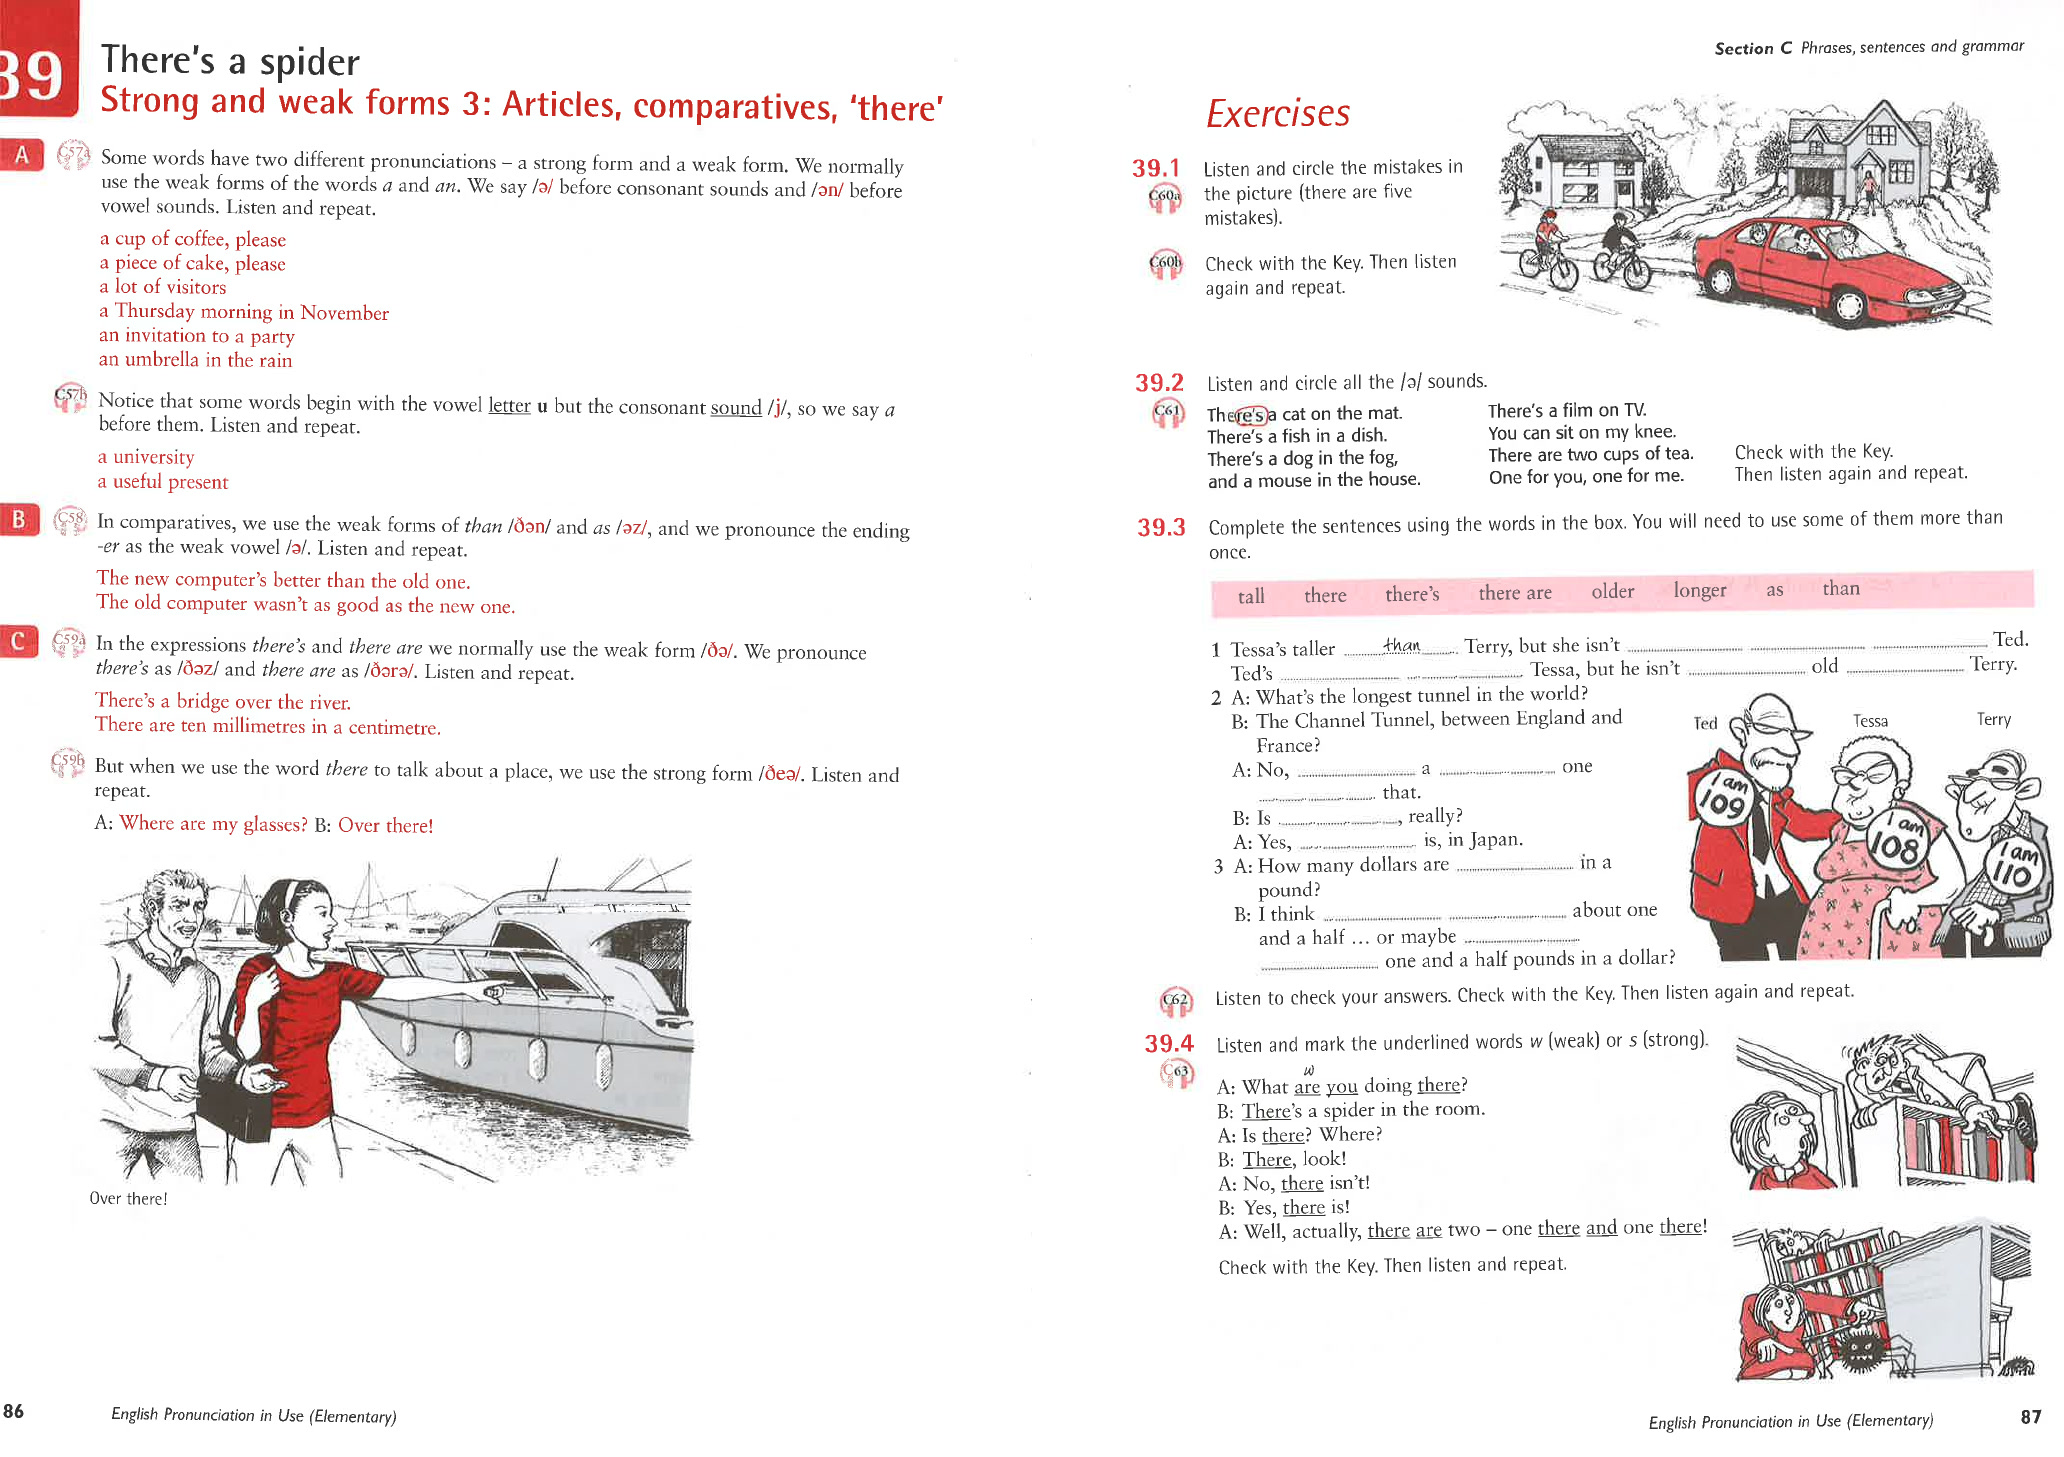 39
There's a spider
Strong and weak forms 3: Articles, comparatives, 'there'
A
C57a
Some words have two different pronunciations – a strong form and a weak form. We normally
use the weak forms of the words a and an. We say /ə/ before consonant sounds and /ən/ before
vowel sounds. Listen and repeat.
a cup of coffee, please
a piece of cake, please
a lot of visitors
a Thursday morning in November
an invitation to a party
an umbrella in the rain
C57b
Notice that some words begin with the vowel letter u but the consonant sound /j/, so we say a
before them. Listen and repeat.
a university
a useful present
B
C58
In comparatives, we use the weak forms of than /ðən/ and as /əz/, and we pronounce the ending
-er as the weak vowel /ə/. Listen and repeat.
The new computer's better than the old one.
The old computer wasn't as good as the new one.
C
C59a
In the expressions there's and there are we normally use the weak form /ðə/. We pronounce
there's as /ðəz/ and there are as /ðərə/. Listen and repeat.
There's a bridge over the river.
There are ten millimetres in a centimetre.
C59b
But when we use the word there to talk about a place, we use the strong form /ðeə/. Listen and
repeat.
A: Where are my glasses? B: Over there!
Over there!
86
English Pronunciation in Use (Elementary)
Section C Phrases, sentences and grammar
Exercises
39.1
C60a
Listen and circle the mistakes in
the picture (there are five
mistakes).
C60b
Check with the Key. Then listen
again and repeat.
39.2
C61
Listen and circle all the /ə/ sounds.
There's a cat on the mat.
There's a fish in a dish.
There's a dog in the fog,
and a mouse in the house.
There's a film on TV.
You can sit on my knee.
There are two cups of tea.
One for you, one for me.
Check with the Key.
Then listen again and repeat.
39.3
Complete the sentences using the words in the box. You will need to use some of them more than
once.
tall there there's there are older longer as than
1 Tessa's taller than Terry, but she isn't Ted.
Ted's Tessa, but he isn't old Terry.
2 A: What's the longest tunnel in the world?
B: The Channel Tunnel, between England and
France?
A: No, a one
that.
B: Is , really?
A: Yes, is, in Japan.
3 A: How many dollars are in a
pound?
B: I think about one
and a half ... or maybe
one and a half pounds in a dollar?
Ted
Tessa
Terry
I am
109
I am
108
I am
110
C62
Listen to check your answers. Check with the Key. Then listen again and repeat.
39.4
C63
Listen and mark the underlined words w (weak) or s (strong).
w
A: What are you doing there?
B: There's a spider in the room.
A: Is there? Where?
B: There, look!
A: No, there isn't!
B: Yes, there is!
A: Well, actually, there are two – one there and one there!
Check with the Key. Then listen and repeat.
English Pronunciation in Use (Elementary)
87